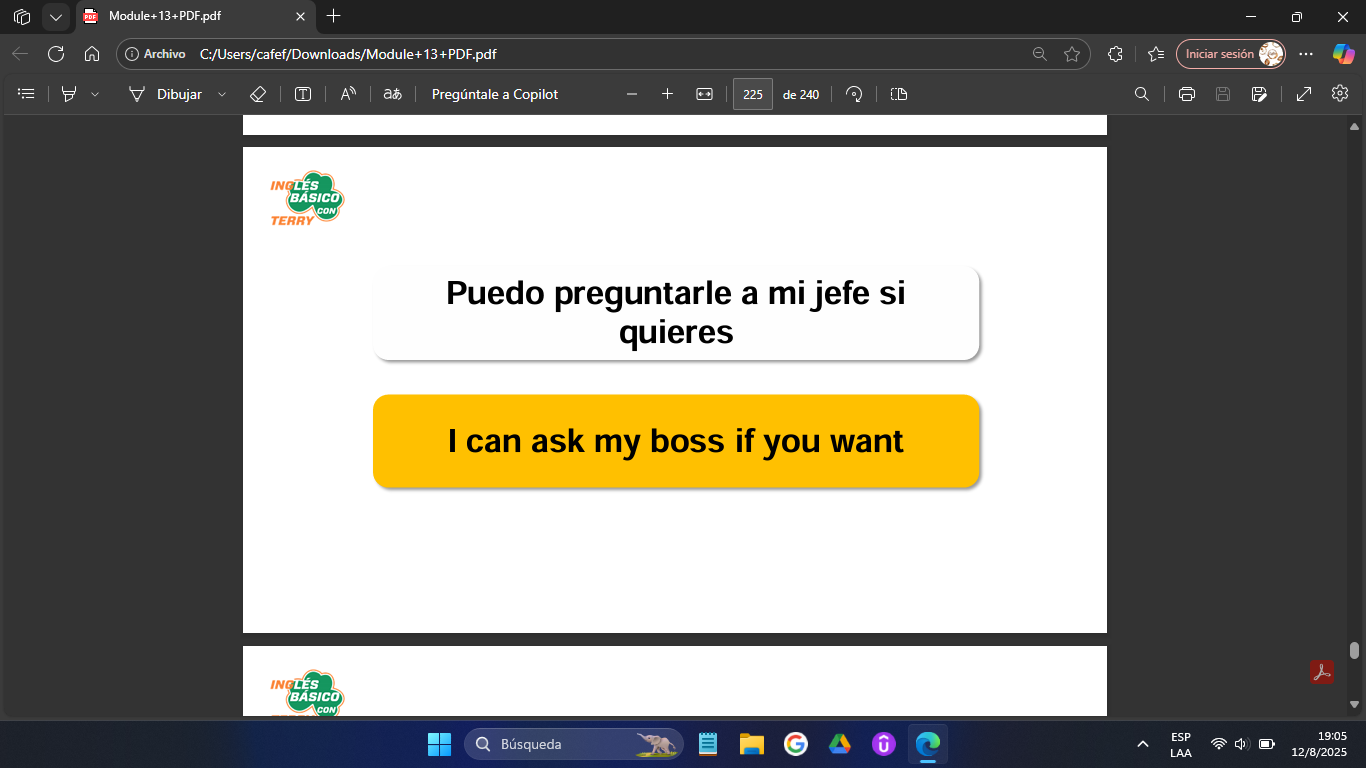 Module+13+PDF.pdf
Archivo C:/Users/cafef/Downloads/Module+13+PDF.pdf Iniciar sesión
Dibujar Pregúntale a Copilot 225 de 240
INGLÉS
BÁSICO
CON
TERRY
Puedo preguntarle a mi jefe si
quieres
I can ask my boss if you want
INGLÉS
BÁSICO
CON
Búsqueda
ESP
LAA
19:05
12/8/2025